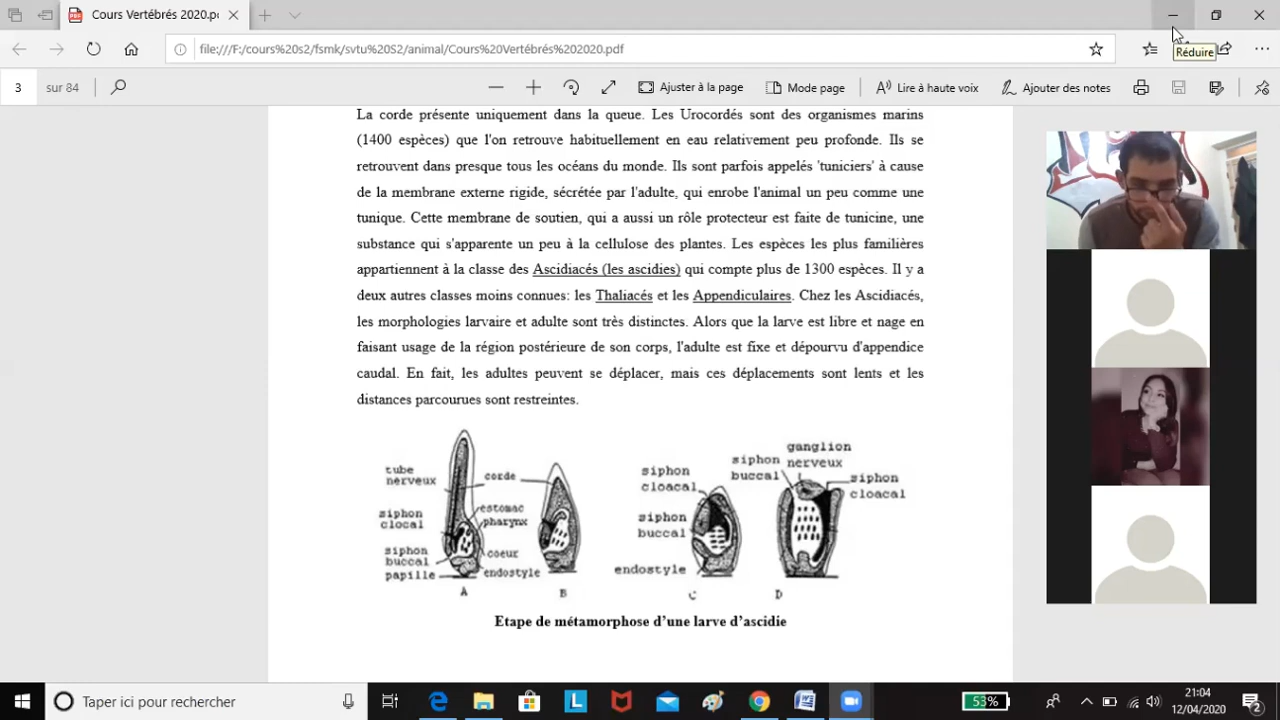 Cours Vertébrés 2020.pd
file:///F:/cours%20s2/fsmk/svtu%20S2/animal/Cours%20Vertébrés%202020.pdf
Réduire
3 sur 84
Ajuster à la page
Mode page
Lire à haute voix
Ajouter des notes
La corde présente uniquement dans la queue. Les Urocordés sont des organismes marins
(1400 espèces) que l'on retrouve habituellement en eau relativement peu profonde. Ils se
retrouvent dans presque tous les océans du monde. Ils sont parfois appelés 'tuniciers' à cause
de la membrane externe rigide, sécrétée par l'adulte, qui enrobe l'animal un peu comme une
tunique. Cette membrane de soutien, qui a aussi un rôle protecteur est faite de tunicine, une
substance qui s'apparente un peu à la cellulose des plantes. Les espèces les plus familières
appartiennent à la classe des Ascidiacés (les ascidies) qui compte plus de 1300 espèces. Il y a
deux autres classes moins connues: les Thaliacés et les Appendiculaires. Chez les Ascidiacés,
les morphologies larvaire et adulte sont très distinctes. Alors que la larve est libre et nage en
faisant usage de la région postérieure de son corps, l'adulte est fixe et dépourvu d'appendice
caudal. En fait, les adultes peuvent se déplacer, mais ces déplacements sont lents et les
distances parcourues sont restreintes.
tube
nerveux
corde
siphon
clocal
estomac
pharynx
siphon
buccal
papille
coeur
endostyle
siphon
cloacal
siphon
buccal
endostyle
siphon
buccal
ganglion
nerveux
siphon
cloacal
A
B
C
D
Etape de métamorphose d'une larve d'ascidie
Taper ici pour rechercher
L
53%
21:04
12/04/2020
2